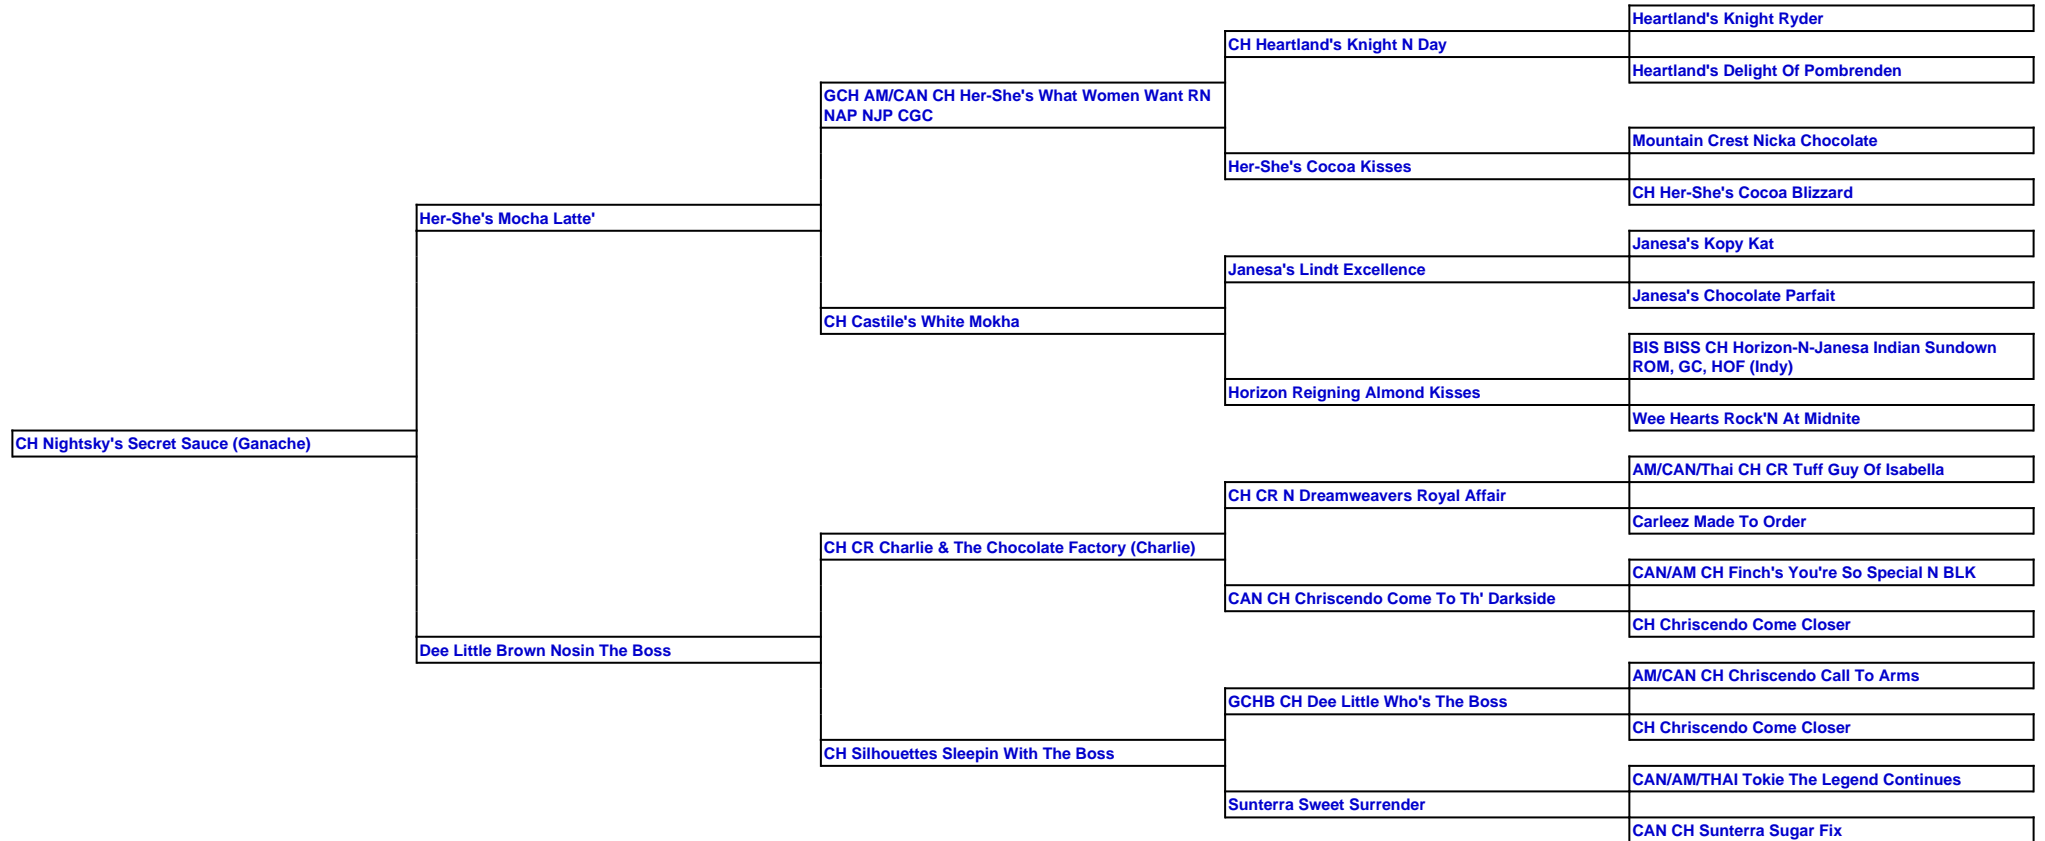 Heartland's Knight Ryder
CH Heartland's Knight N Day
Heartland's Delight Of Pombrenden
GCH AM/CAN CH Her-She's What Women Want RN
NAP NJP CGC
Mountain Crest Nicka Chocolate
Her-She's Cocoa Kisses
CH Her-She's Cocoa Blizzard
Her-She's Mocha Latte'
Janesa's Kopy Kat
Janesa's Lindt Excellence
Janesa's Chocolate Parfait
CH Castile's White Mokha
BIS BISS CH Horizon-N-Janesa Indian Sundown
ROM, GC, HOF (Indy)
Horizon Reigning Almond Kisses
Wee Hearts Rock'N At Midnite
CH Nightsky's Secret Sauce (Ganache)
AM/CAN/Thai CH CR Tuff Guy Of Isabella
CH CR N Dreamweavers Royal Affair
Carleez Made To Order
CH CR Charlie & The Chocolate Factory (Charlie)
CAN/AM CH Finch's You're So Special N BLK
CAN CH Chriscendo Come To Th' Darkside
CH Chriscendo Come Closer
Dee Little Brown Nosin The Boss
AM/CAN CH Chriscendo Call To Arms
GCHB CH Dee Little Who's The Boss
CH Chriscendo Come Closer
CH Silhouettes Sleepin With The Boss
CAN/AM/THAI Tokie The Legend Continues
Sunterra Sweet Surrender
CAN CH Sunterra Sugar Fix